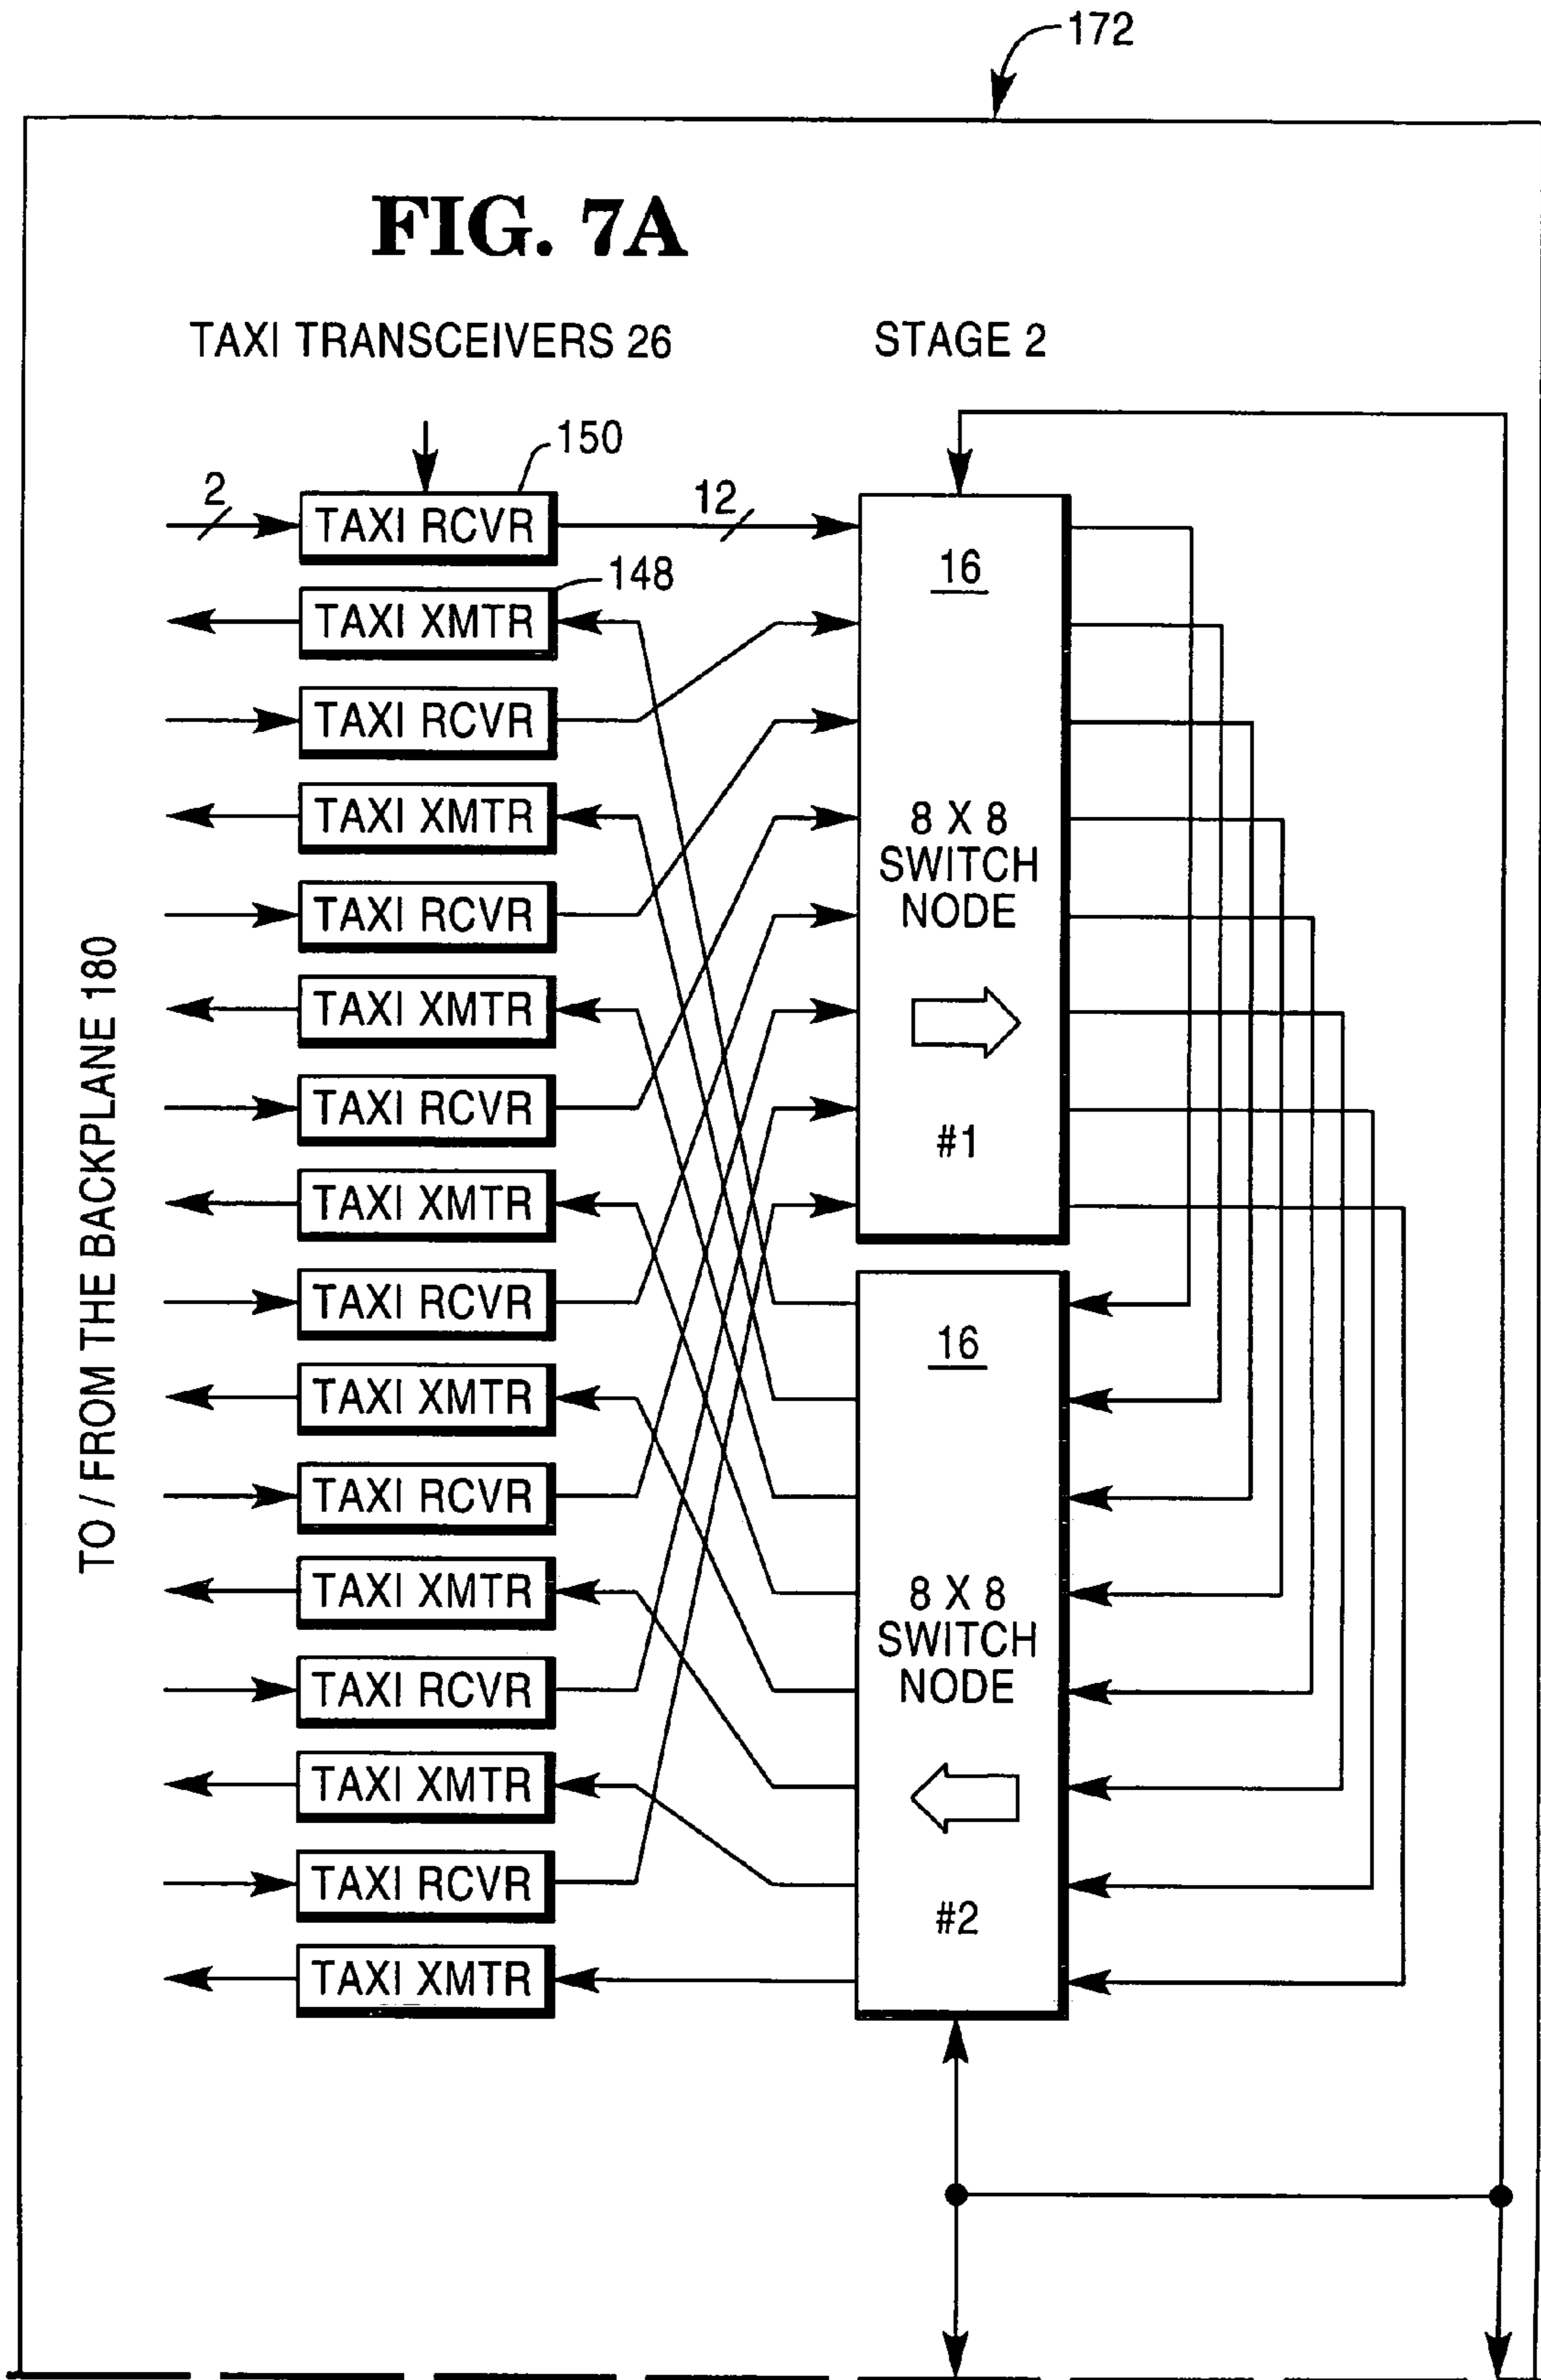 172
FIG. 7A
TAXI TRANSCEIVERS 26
STAGE 2
150
2
TAXI RCVR
12
16
148
TAXI XMTR
TAXI RCVR
TAXI XMTR
8 X 8
SWITCH
NODE
TAXI RCVR
TAXI XMTR
TAXI RCVR
#1
TAXI XMTR
TAXI RCVR
16
TAXI XMTR
TAXI RCVR
TAXI XMTR
8 X 8
SWITCH
NODE
TAXI RCVR
TAXI XMTR
TAXI RCVR
#2
TAXI XMTR
TO / FROM THE BACKPLANE 180